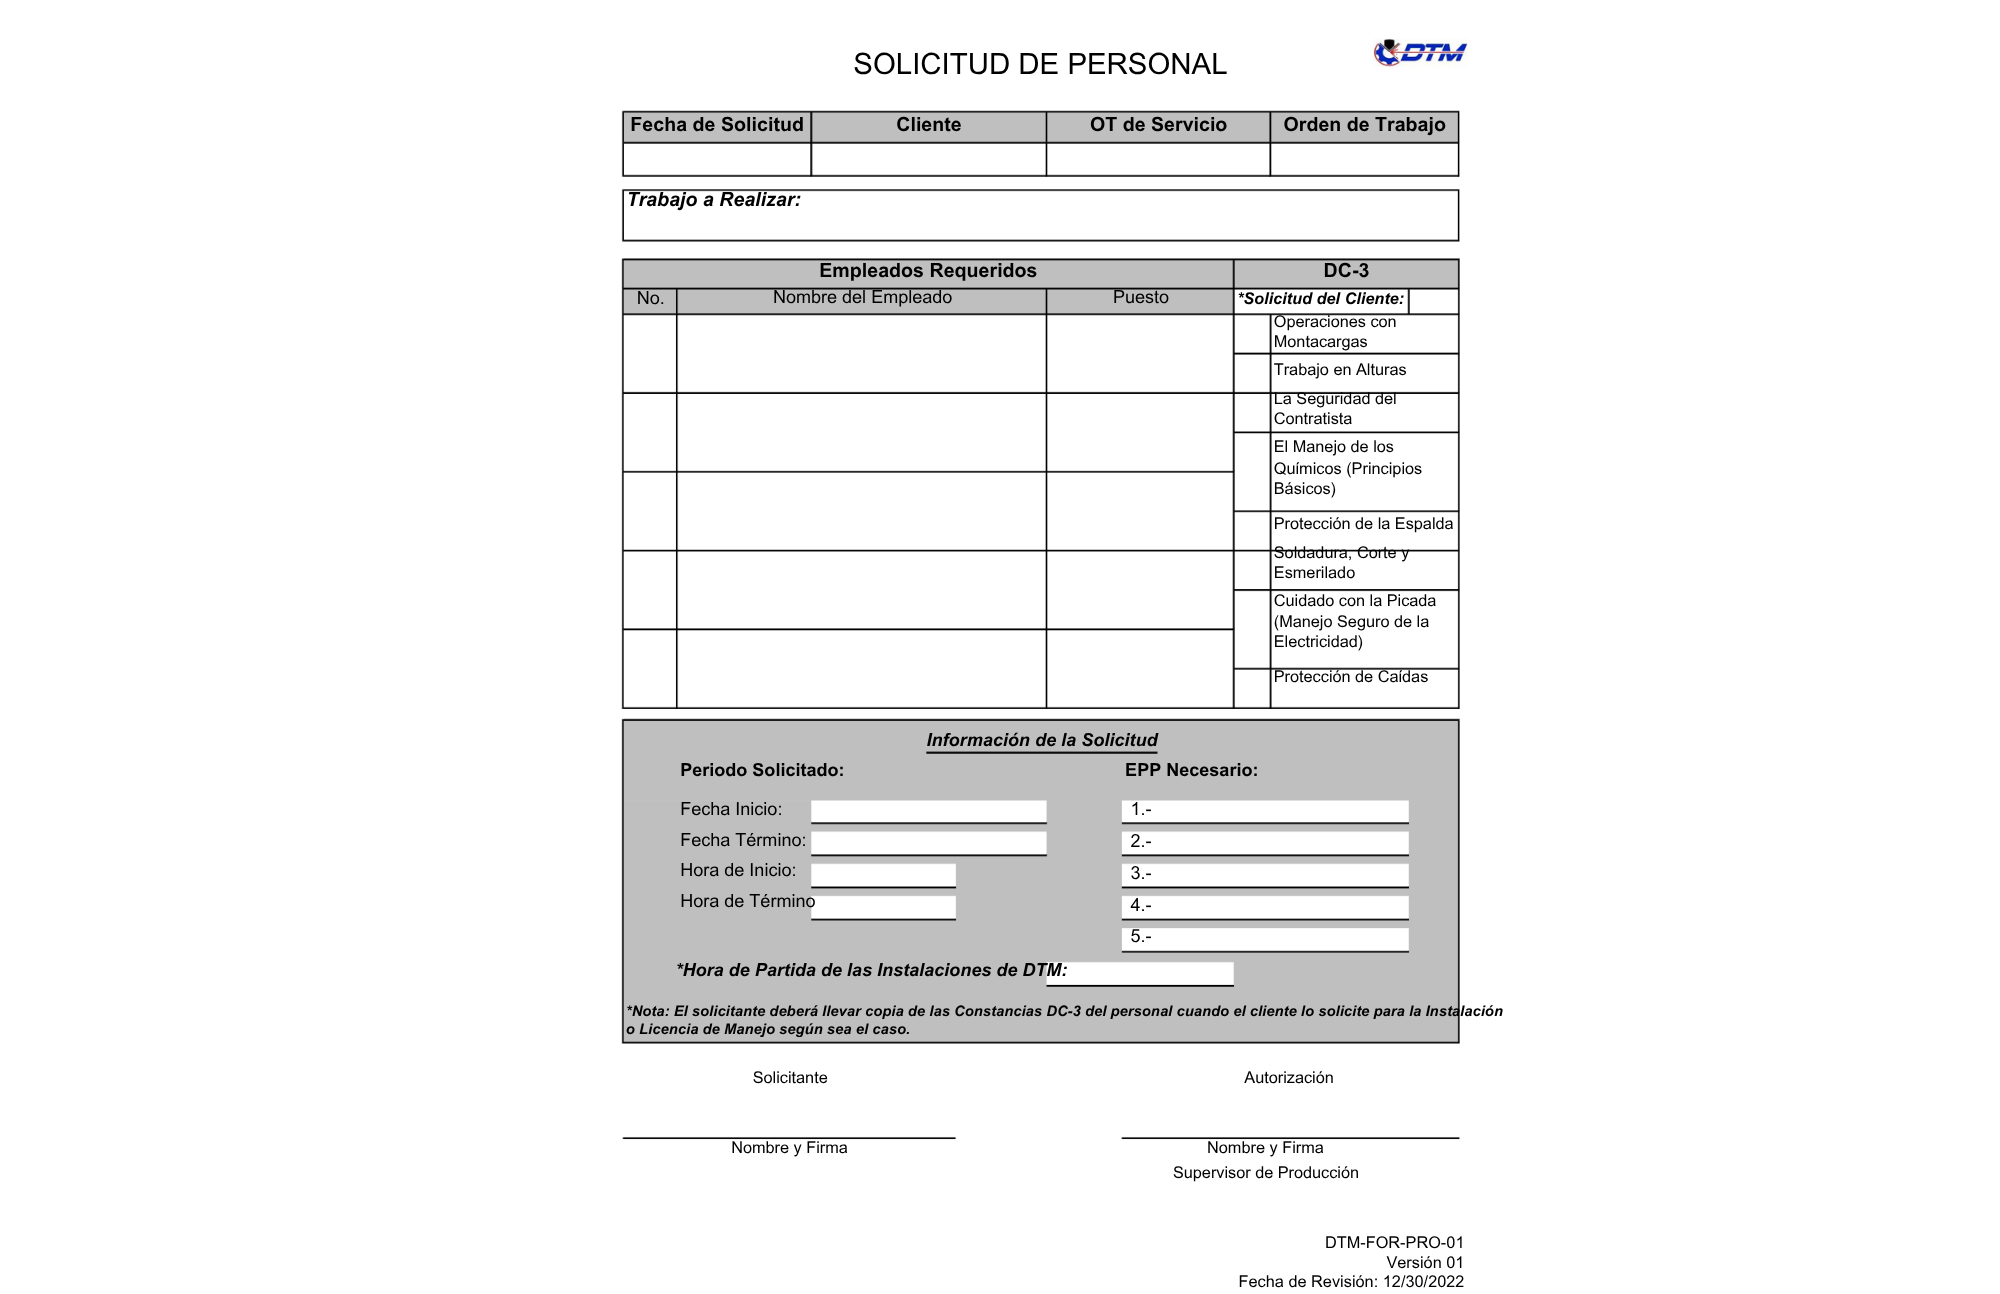 SOLICITUD DE PERSONAL
DTM
Fecha de Solicitud Cliente OT de Servicio Orden de Trabajo
Trabajo a Realizar:
Empleados Requeridos DC-3
No. Nombre del Empleado Puesto *Solicitud del Cliente:
Operaciones con
Montacargas
Trabajo en Alturas
La Seguridad del
Contratista
El Manejo de los
Químicos (Principios
Básicos)
Protección de la Espalda
Soldadura, Corte y
Esmerilado
Cuidado con la Picada
(Manejo Seguro de la
Electricidad)
Protección de Caídas
Información de la Solicitud
Periodo Solicitado: EPP Necesario:
Fecha Inicio: 1.-
Fecha Término: 2.-
Hora de Inicio: 3.-
Hora de Término 4.-
5.-
*Hora de Partida de las Instalaciones de DTM:
*Nota: El solicitante deberá llevar copia de las Constancias DC-3 del personal cuando el cliente lo solicite para la Instalación
o Licencia de Manejo según sea el caso.
Solicitante Autorización
Nombre y Firma Nombre y Firma
Supervisor de Producción
DTM-FOR-PRO-01
Versión 01
Fecha de Revisión: 12/30/2022